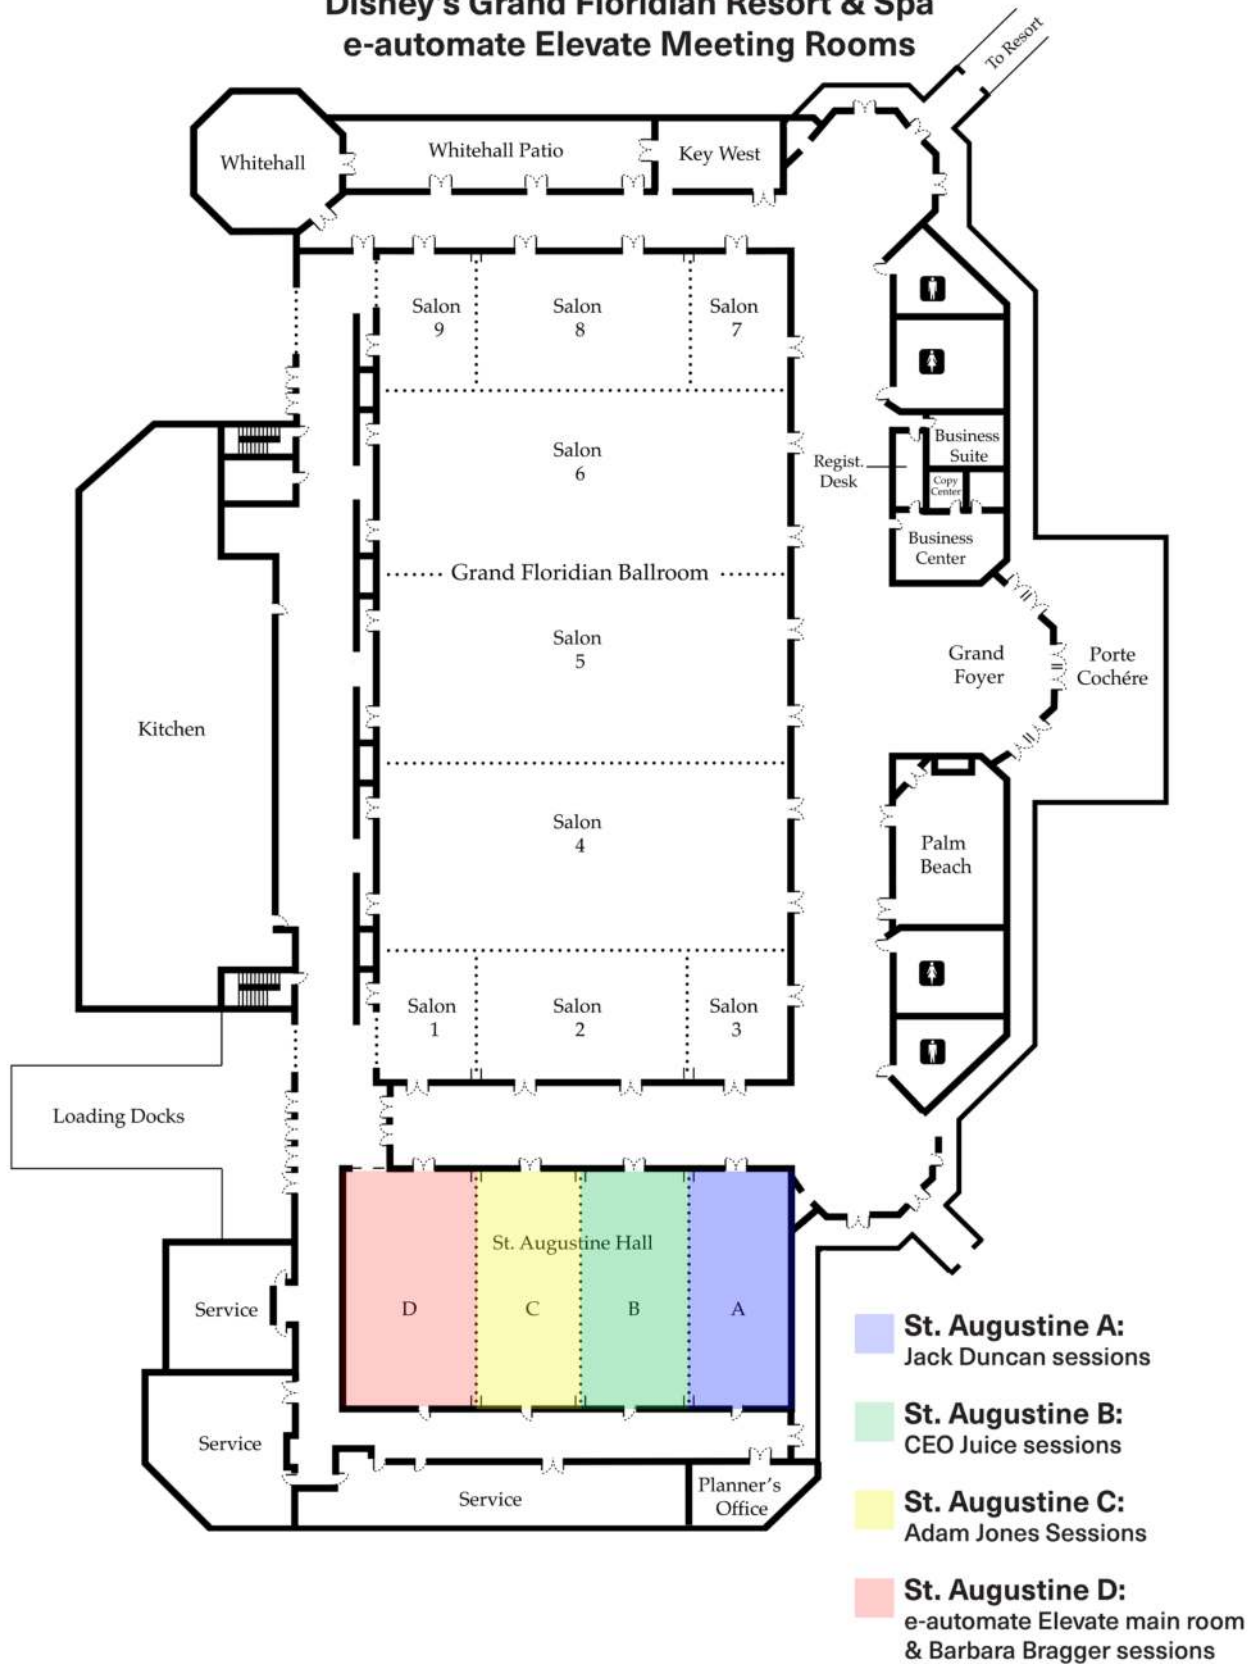 Disney's Grand Floridian Resort & Spa
e-automate Elevate Meeting Rooms
To Resort
Whitehall
Whitehall Patio
Key West
Salon
9
Salon
8
Salon
7
Salon
6
Regist.
Desk
Business
Suite
Copy
Center
Business
Center
Grand Floridian Ballroom
Salon
5
Grand
Foyer
Porte
Cochére
Kitchen
Salon
4
Palm
Beach
Salon
1
Salon
2
Salon
3
Loading Docks
St. Augustine Hall
D
C
B
A
Service
Service
Service
Planner's
Office
St. Augustine A:
Jack Duncan sessions
St. Augustine B:
CEO Juice sessions
St. Augustine C:
Adam Jones Sessions
St. Augustine D:
e-automate Elevate main room
& Barbara Bragger sessions